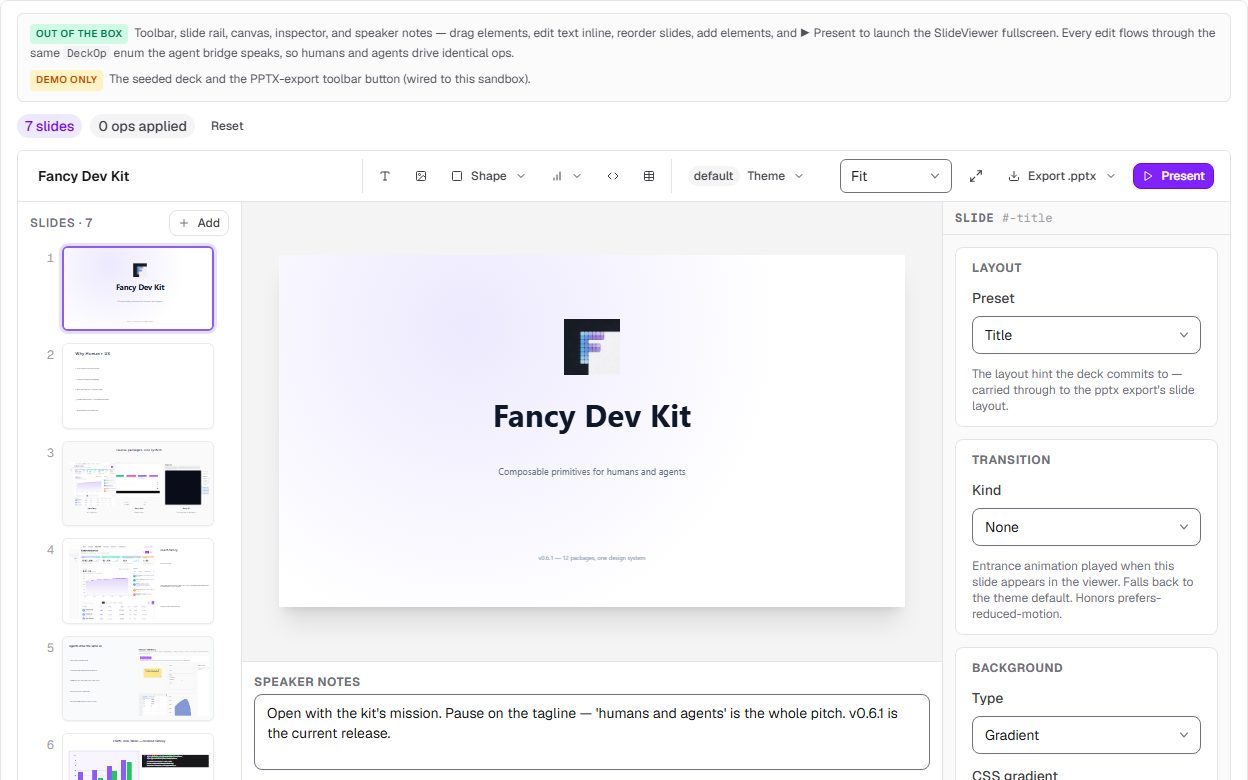 OUT OF THE BOX Toolbar, slide rail, canvas, inspector, and speaker notes — drag elements, edit text inline, reorder slides, add elements, and ▶ Present to launch the SlideViewer fullscreen. Every edit flows through the
same DeckOp enum the agent bridge speaks, so humans and agents drive identical ops.
DEMO ONLY The seeded deck and the PPTX-export toolbar button (wired to this sandbox).
7 slides 0 ops applied Reset
Fancy Dev Kit Shape default Theme Fit Export .pptx Present
SLIDES · 7 Add
1
Fancy Dev Kit
2
Why Human+ UX
3
4
5
6
Fancy Dev Kit
Composable primitives for humans and agents
v0.6.1 — 12 packages, one design system
SPEAKER NOTES
Open with the kit's mission. Pause on the tagline — 'humans and agents' is the whole pitch. v0.6.1 is
the current release.
SLIDE #-title
LAYOUT
Preset
Title
The layout hint the deck commits to —
carried through to the pptx export's slide
layout.
TRANSITION
Kind
None
Entrance animation played when this
slide appears in the viewer. Falls back to
the theme default. Honors prefers-
reduced-motion.
BACKGROUND
Type
Gradient
CSS gradient